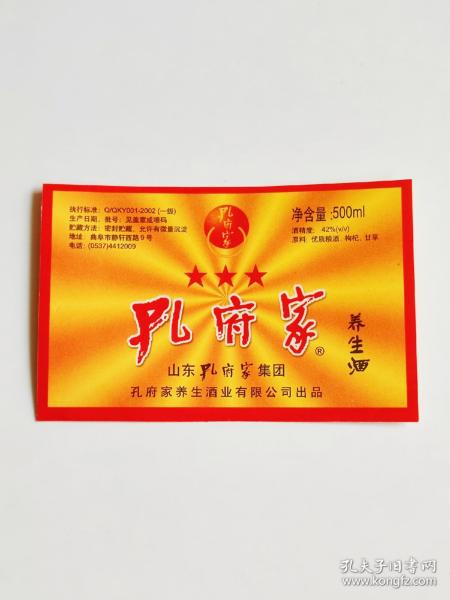 执行标准：Q/QKY001-2002 (一级)
生产日期、批号：见盖章或喷码
贮藏方法：密封贮藏、允许有微量沉淀
地址：曲阜市静轩西路9号
电话：(0537)4412009
孔府家
净含量:500ml
酒精度：42%(v/v)
原料：优质粮酒、枸杞、甘草
孔府家®
养生酒
山东孔府家集团
孔府家养生酒业有限公司出品
孔夫子旧书网
www.kongfz.com